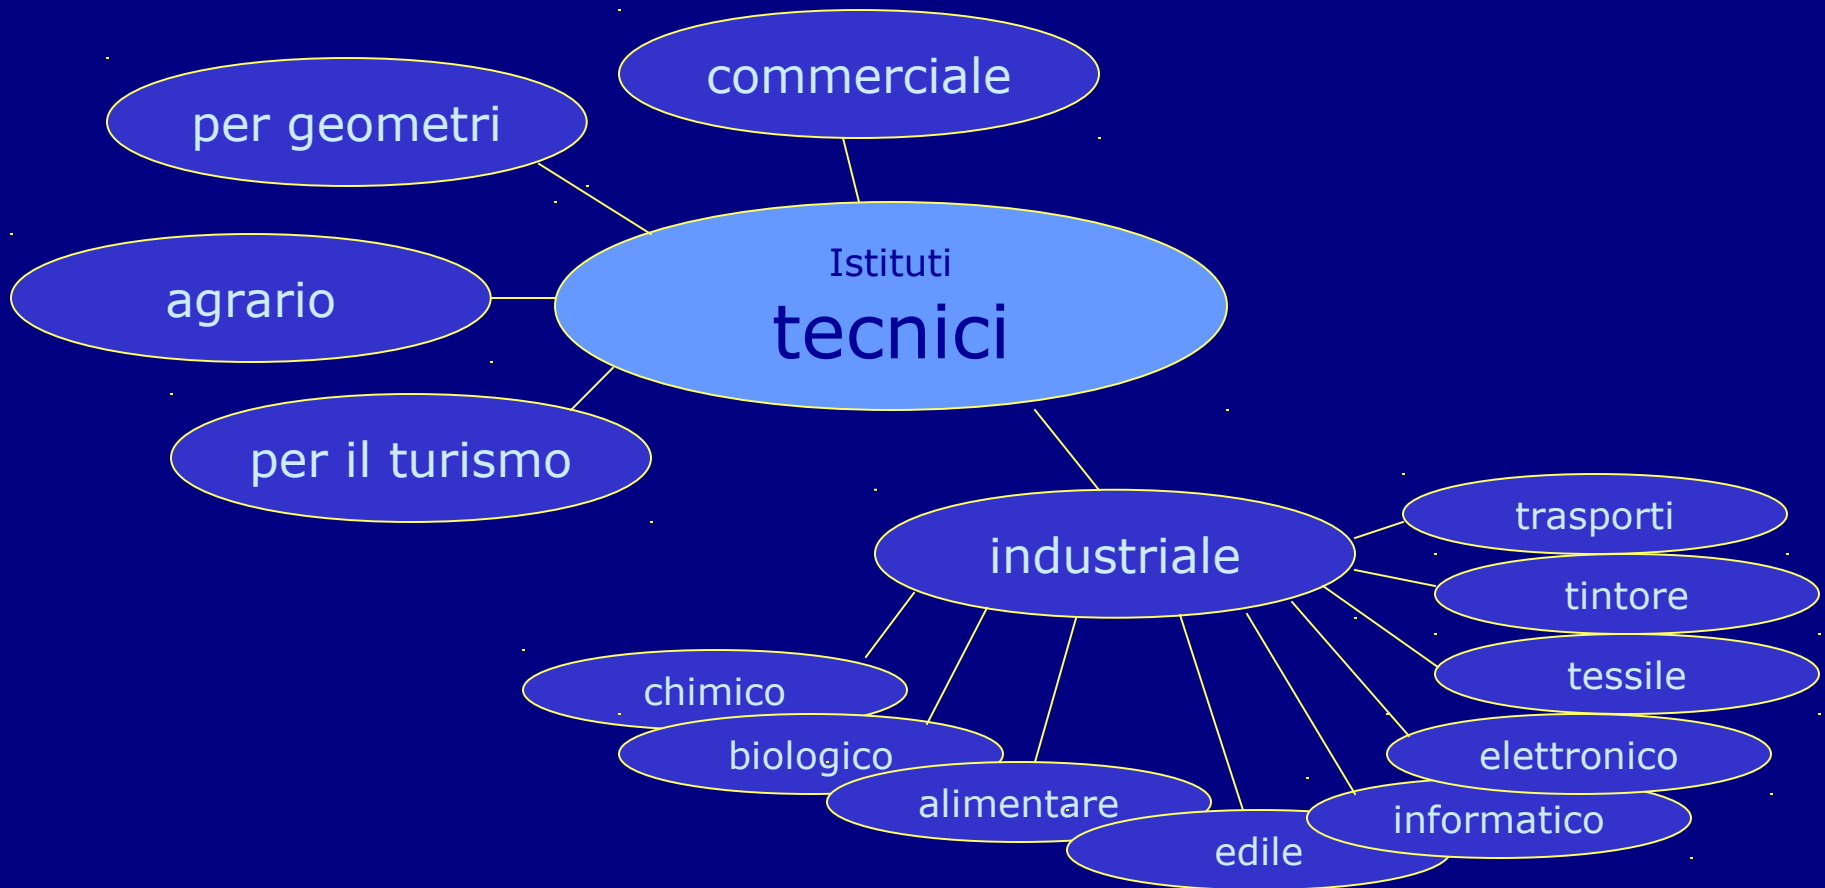 commerciale
per geometri
Istituti
tecnici
agrario
per il turismo
industriale
trasporti
tintore
tessile
chimico
biologico
elettronico
alimentare
informatico
edile